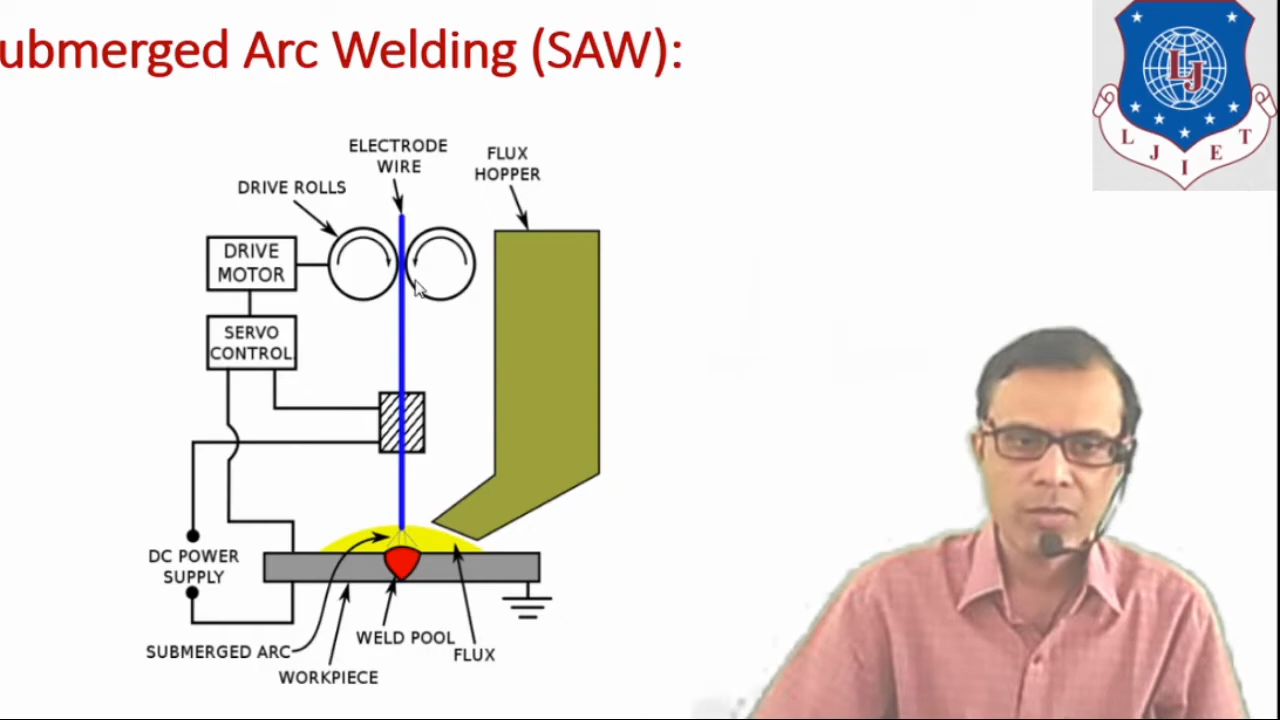 ubmerged Arc Welding (SAW):
ELECTRODE
WIRE
FLUX
HOPPER
DRIVE ROLLS
DRIVE
MOTOR
SERVO
CONTROL
DC POWER
SUPPLY
SUBMERGED ARC
WELD POOL
FLUX
WORKPIECE
LJ
L J I E T